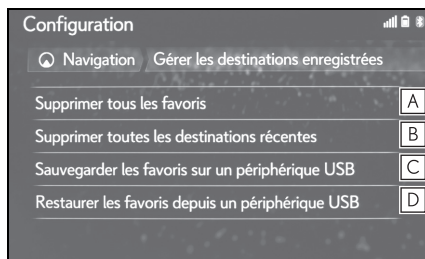 Configuration
Navigation Gérer les destinations enregistrées
Supprimer tous les favoris A
Supprimer toutes les destinations récentes B
Sauvegarder les favoris sur un périphérique USB C
Restaurer les favoris depuis un périphérique USB D